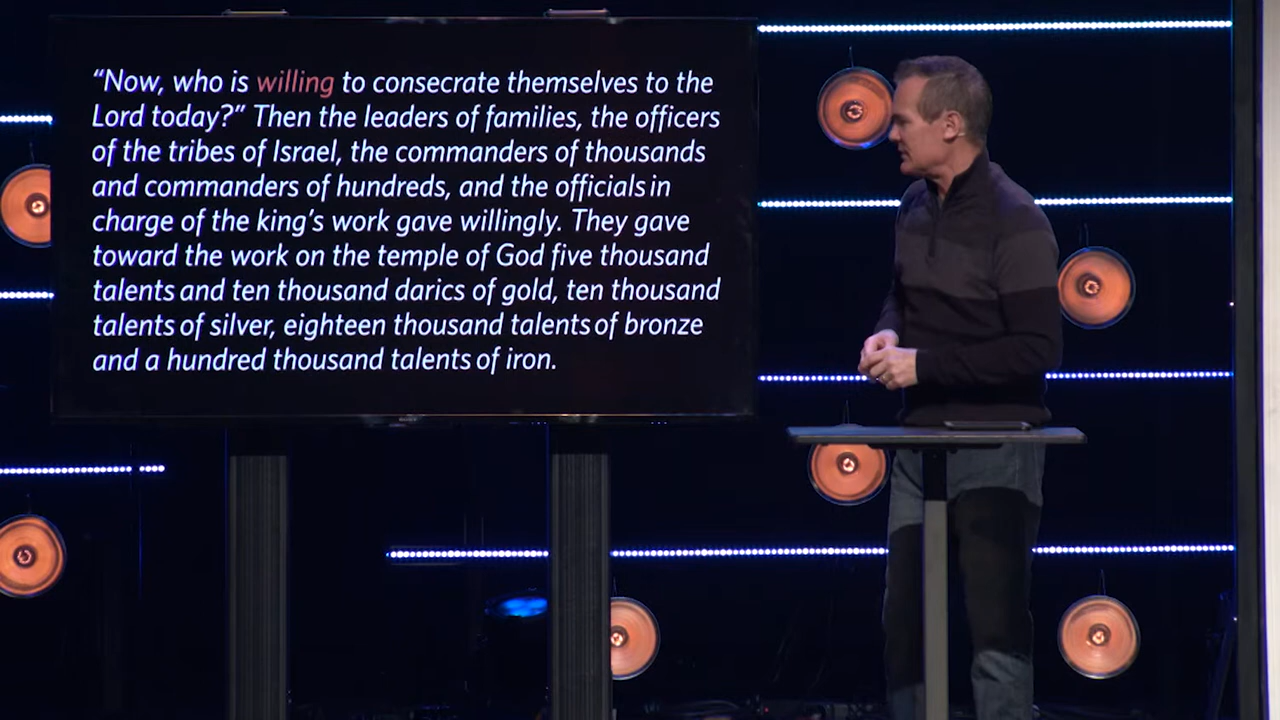 “Now, who is willing to consecrate themselves to the
Lord today?” Then the leaders of families, the officers
of the tribes of Israel, the commanders of thousands
and commanders of hundreds, and the officials in
charge of the king’s work gave willingly. They gave
toward the work on the temple of God five thousand
talents and ten thousand darics of gold, ten thousand
talents of silver, eighteen thousand talents of bronze
and a hundred thousand talents of iron.